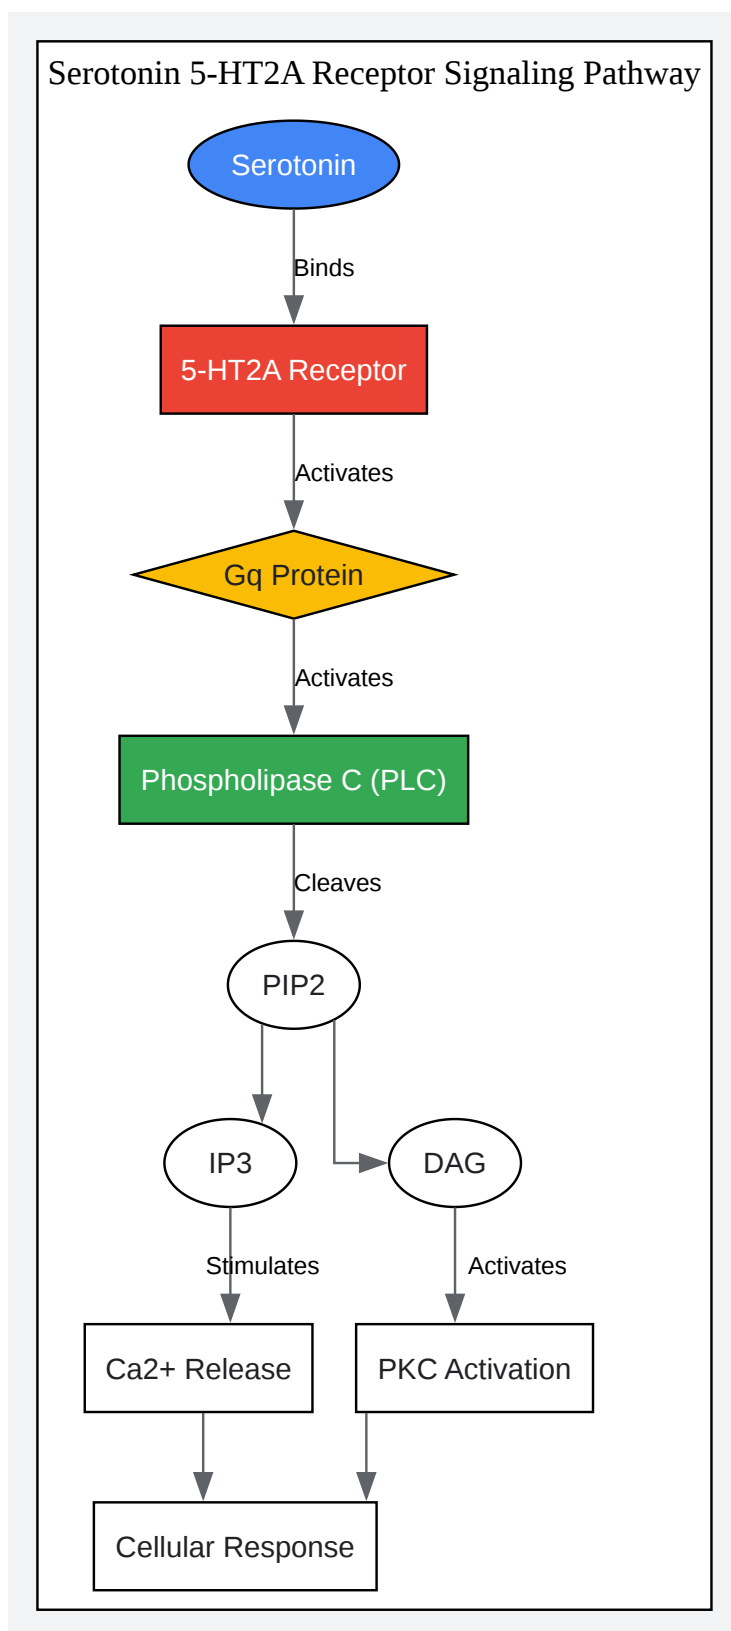 Serotonin 5-HT2A Receptor Signaling Pathway
Serotonin
Binds
5-HT2A Receptor
Activates
Gq Protein
Activates
Phospholipase C (PLC)
Cleaves
PIP2
IP3
DAG
Stimulates
Activates
Ca2+ Release
PKC Activation
Cellular Response